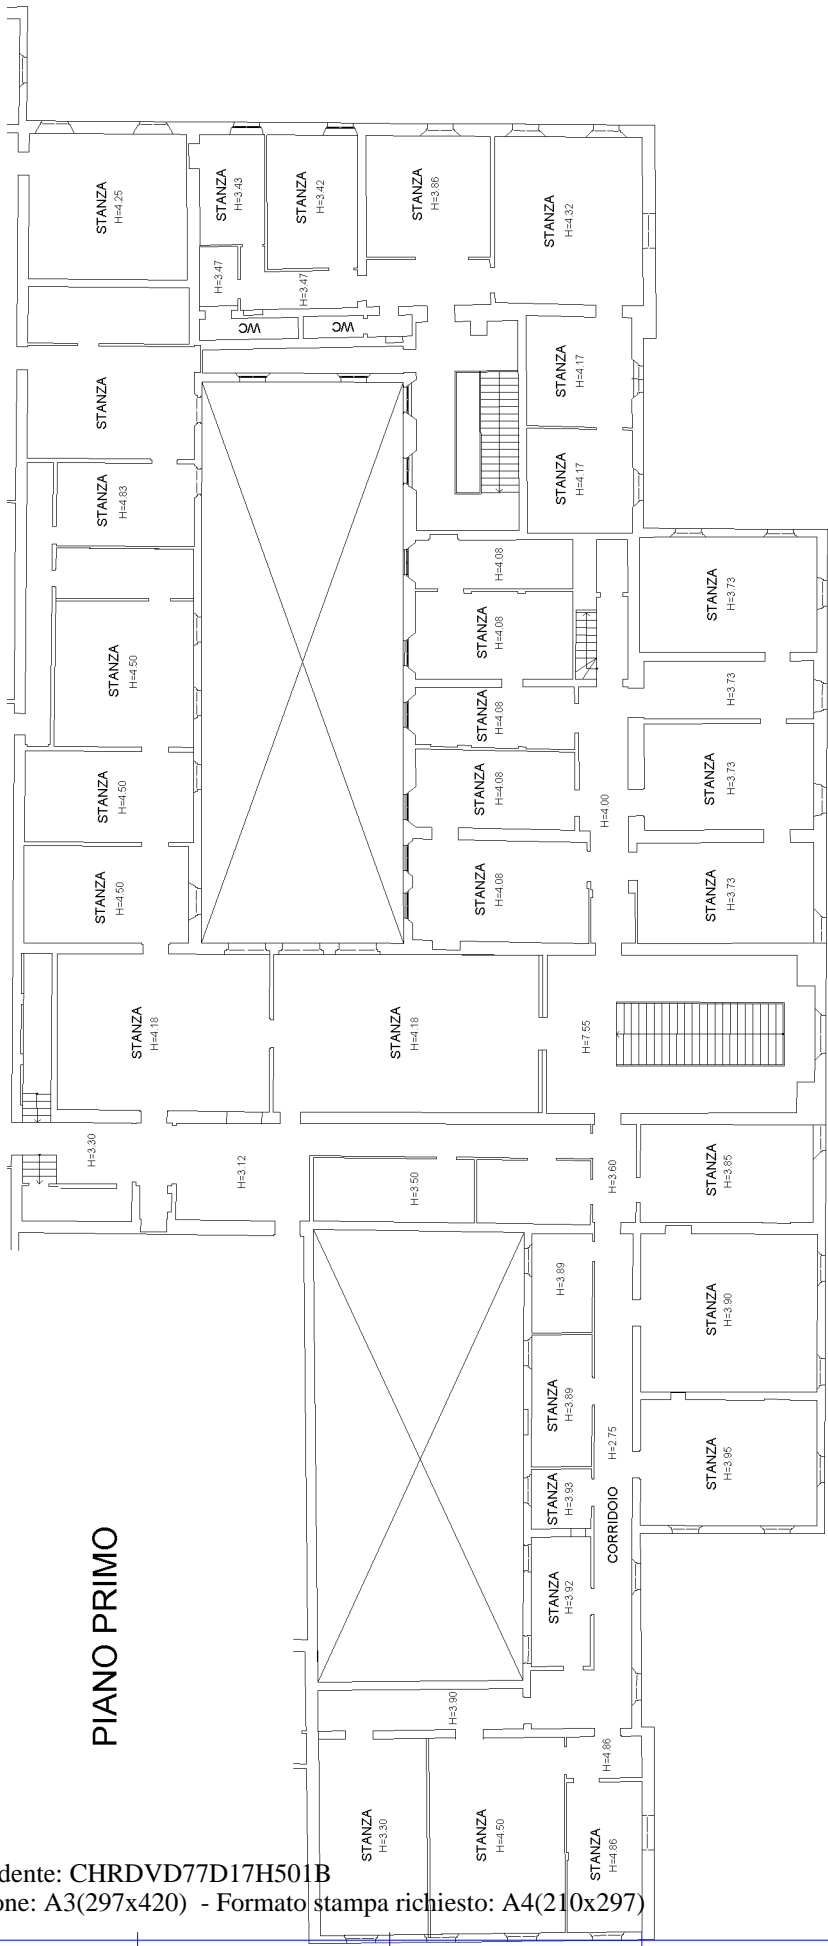 STANZA
H=4.25
STANZA
H=3.43
STANZA
H=3.42
STANZA
H=3.86
STANZA
H=4.32
H=3.47
H=3.47
WC
WC
STANZA
STANZA
H=4.17
STANZA
H=4.83
STANZA
H=4.17
H=4.08
STANZA
H=3.73
STANZA
H=4.50
STANZA
H=4.08
H=3.73
STANZA
H=4.08
STANZA
H=4.50
STANZA
H=4.08
H=4.00
STANZA
H=3.73
STANZA
H=4.50
STANZA
H=4.08
STANZA
H=3.73
STANZA
H=4.18
STANZA
H=4.18
H=7.55
H=3.30
H=3.12
H=3.50
H=3.60
STANZA
H=3.85
H=3.89
STANZA
H=3.90
STANZA
H=3.89
H=2.75
STANZA
H=3.95
STANZA
H=3.93
CORRIDOIO
STANZA
H=3.92
PIANO PRIMO
H=3.90
H=4.86
STANZA
H=3.30
STANZA
H=4.50
STANZA
H=4.86
dente: CHRDVD77D17H501B
one: A3(297x420) - Formato stampa richiesto: A4(210x297)